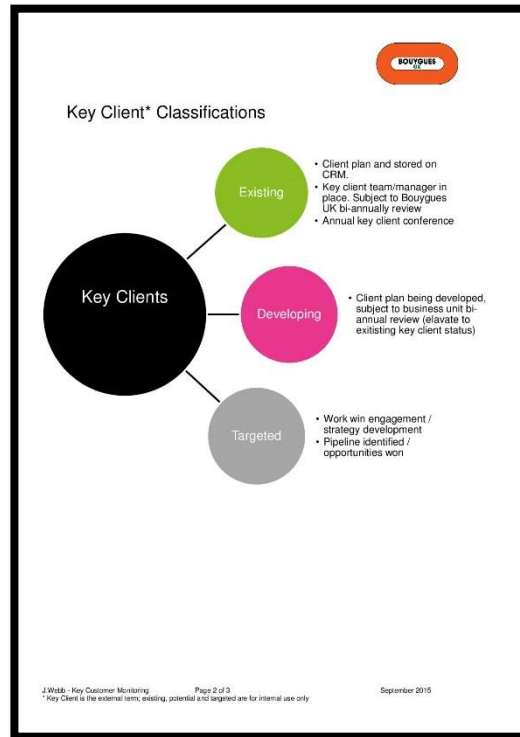 BOUYGUES
UK
Key Client* Classifications
Existing
• Client plan and stored on
CRM.
• Key client team/manager in
place. Subject to Bouygues
UK bi-annually review
• Annual key client conference
Key Clients
Developing
• Client plan being developed,
subject to business unit bi-
annual review (elavate to
exitisting key client status)
Targeted
• Work win engagement /
strategy development
• Pipeline identified /
opportunities won
J.Webb - Key Customer Monitoring Page 2 of 3 September 2015
* Key Client is the external term; existing, potential and targeted are for internal use only